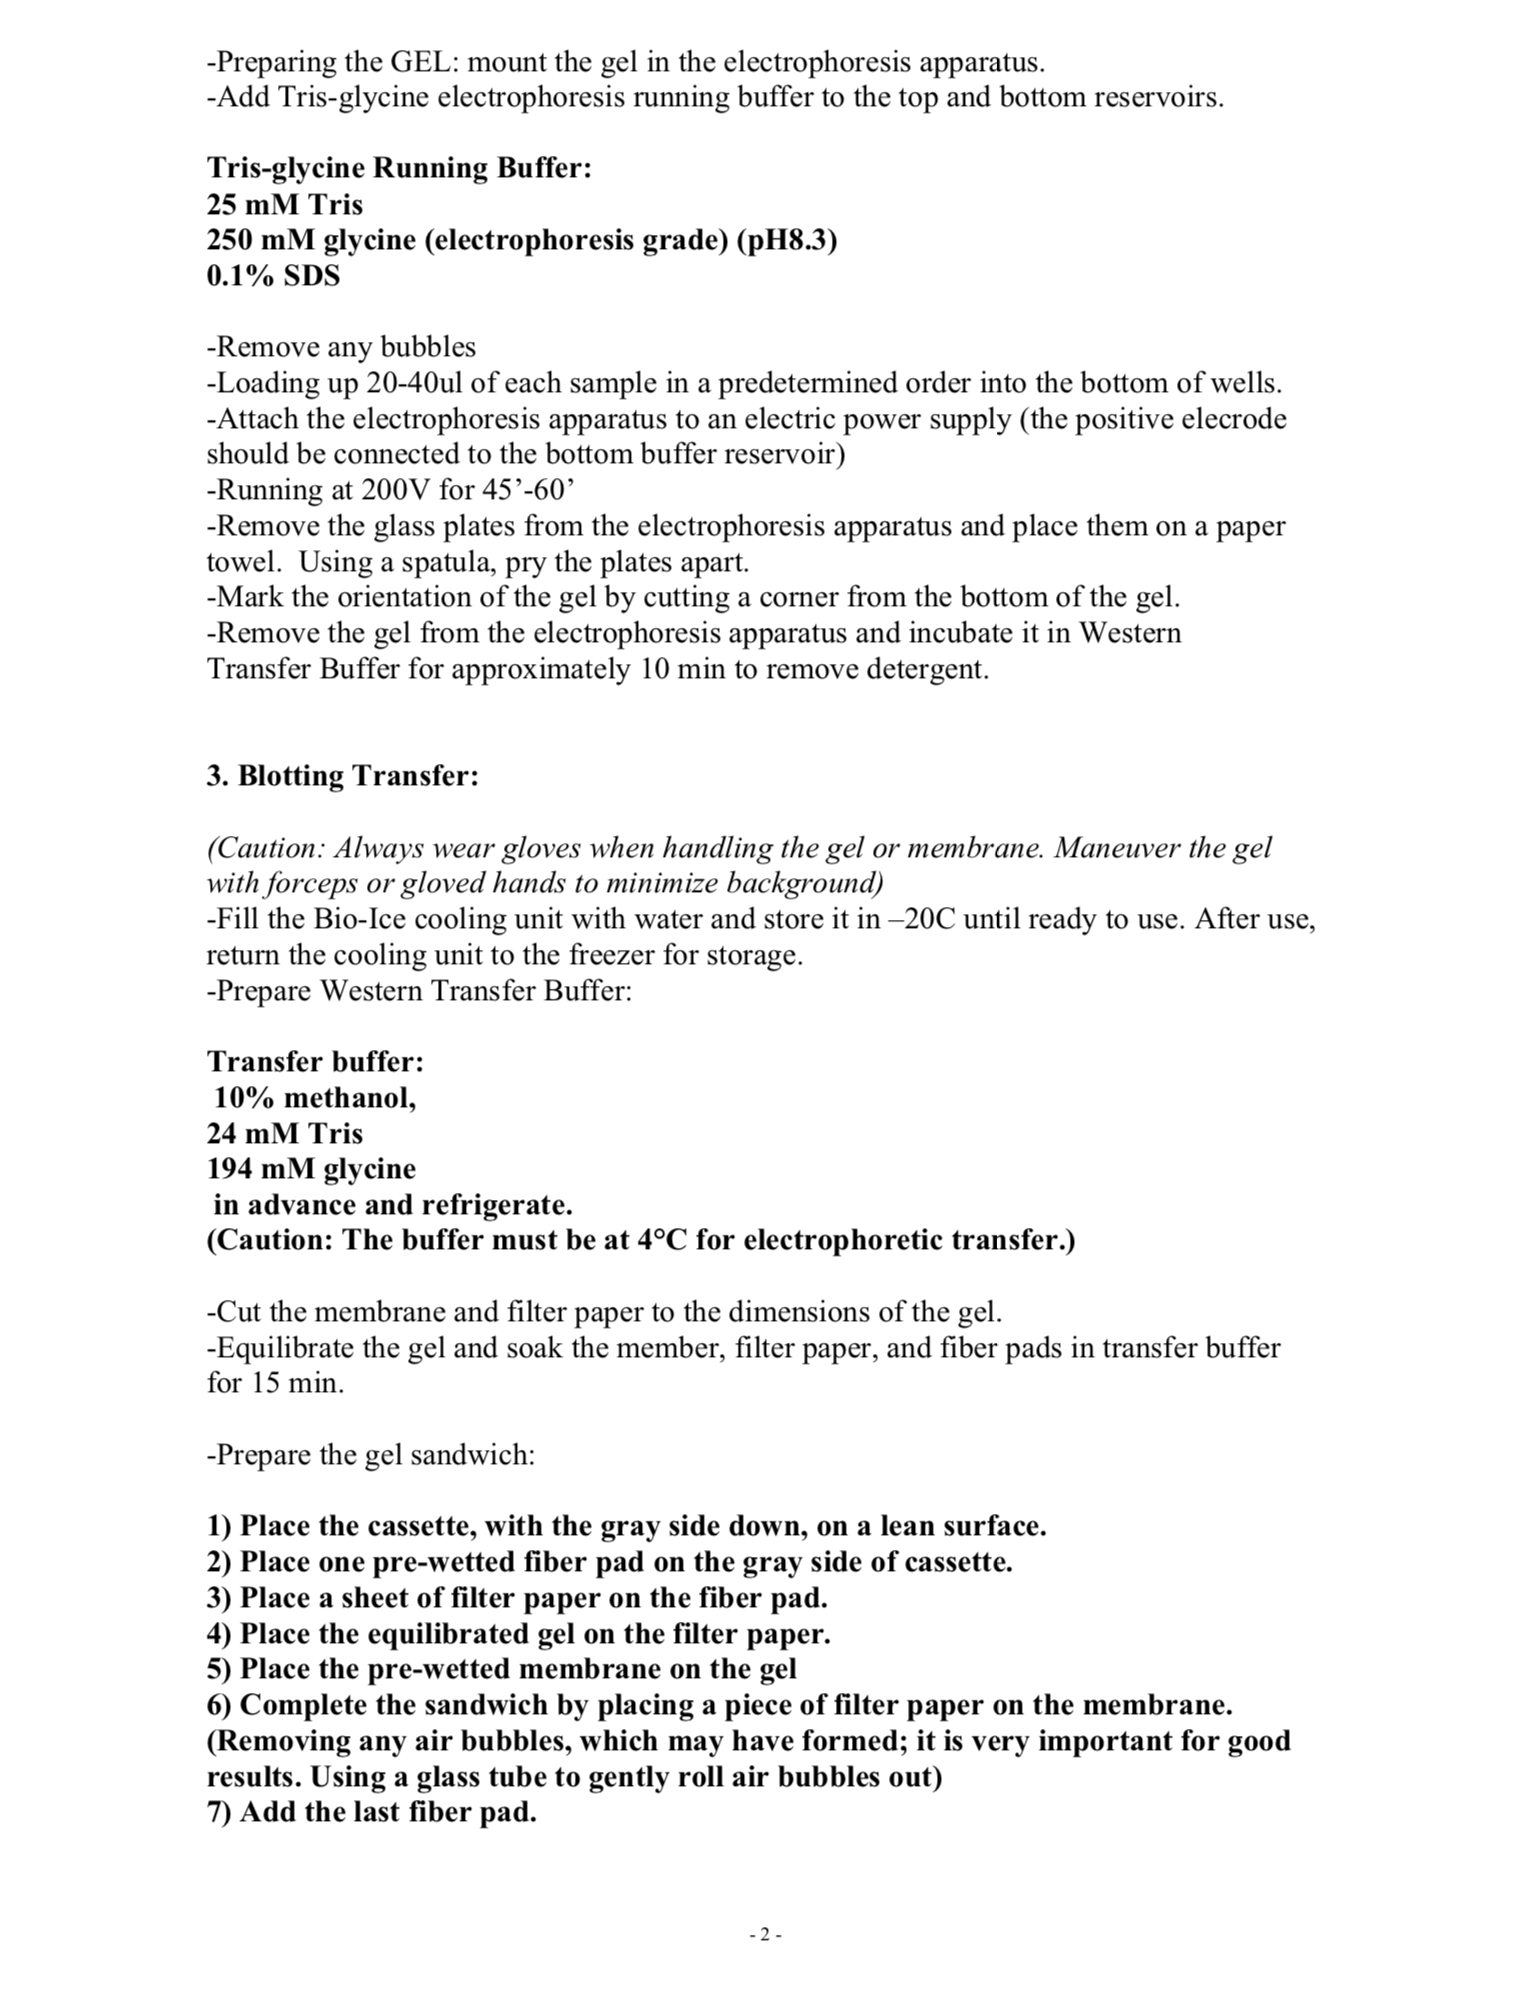 -Preparing the GEL: mount the gel in the electrophoresis apparatus.
-Add Tris-glycine electrophoresis running buffer to the top and bottom reservoirs.
Tris-glycine Running Buffer:
25 mM Tris
250 mM glycine (electrophoresis grade) (pH8.3)
0.1% SDS
-Remove any bubbles
-Loading up 20-40ul of each sample in a predetermined order into the bottom of wells.
-Attach the electrophoresis apparatus to an electric power supply (the positive elecrode
should be connected to the bottom buffer reservoir)
-Running at 200V for 45’-60’
-Remove the glass plates from the electrophoresis apparatus and place them on a paper
towel.  Using a spatula, pry the plates apart.
-Mark the orientation of the gel by cutting a corner from the bottom of the gel.
-Remove the gel from the electrophoresis apparatus and incubate it in Western
Transfer Buffer for approximately 10 min to remove detergent.
3. Blotting Transfer:
(Caution: Always wear gloves when handling the gel or membrane. Maneuver the gel
with forceps or gloved hands to minimize background)
-Fill the Bio-Ice cooling unit with water and store it in –20C until ready to use. After use,
return the cooling unit to the freezer for storage.
-Prepare Western Transfer Buffer:
Transfer buffer:
10% methanol,
24 mM Tris
194 mM glycine
in advance and refrigerate.
(Caution: The buffer must be at 4°C for electrophoretic transfer.)
-Cut the membrane and filter paper to the dimensions of the gel.
-Equilibrate the gel and soak the member, filter paper, and fiber pads in transfer buffer
for 15 min.
-Prepare the gel sandwich:
1) Place the cassette, with the gray side down, on a lean surface.
2) Place one pre-wetted fiber pad on the gray side of cassette.
3) Place a sheet of filter paper on the fiber pad.
4) Place the equilibrated gel on the filter paper.
5) Place the pre-wetted membrane on the gel
6) Complete the sandwich by placing a piece of filter paper on the membrane.
(Removing any air bubbles, which may have formed; it is very important for good
results. Using a glass tube to gently roll air bubbles out)
7) Add the last fiber pad.
- 2 -